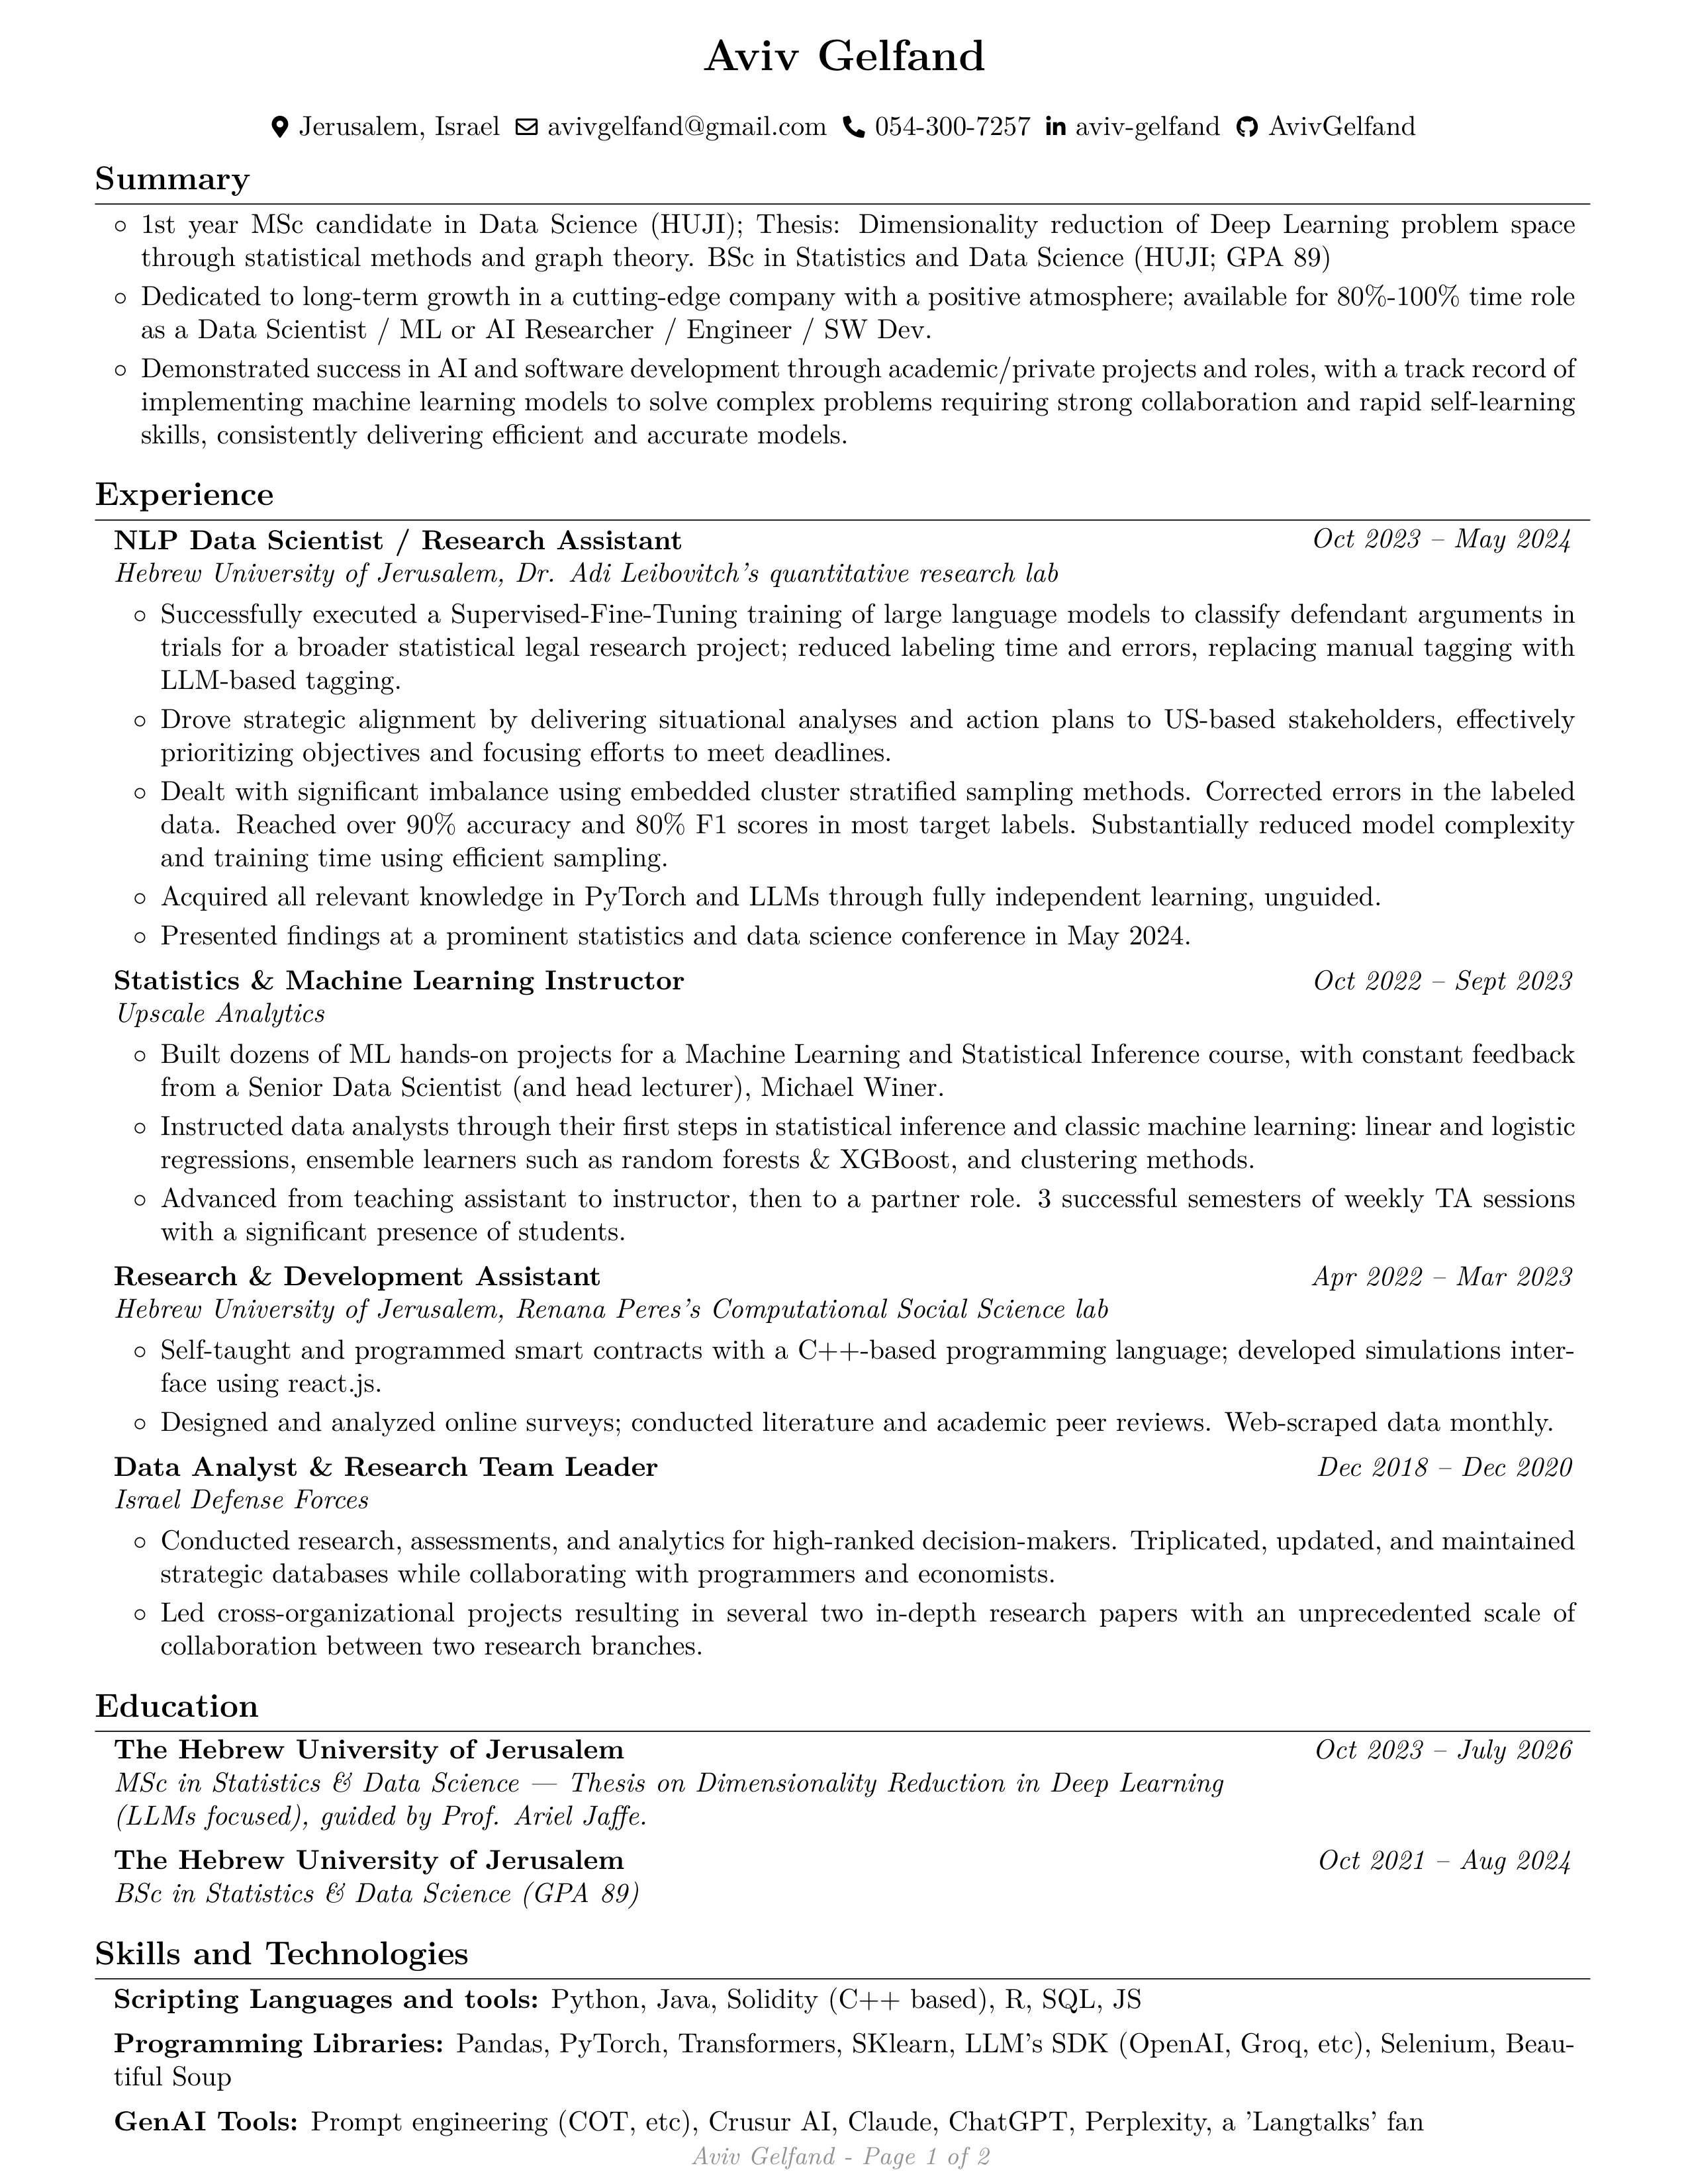 Aviv Gelfand
Jerusalem, Israel avivgelfand@gmail.com 054-300-7257 aviv-gelfand AvivGelfand
Summary
◦ 1st year MSc candidate in Data Science (HUJI); Thesis: Dimensionality reduction of Deep Learning problem space
through statistical methods and graph theory. BSc in Statistics and Data Science (HUJI; GPA 89)
◦ Dedicated to long-term growth in a cutting-edge company with a positive atmosphere; available for 80%-100% time role
as a Data Scientist / ML or AI Researcher / Engineer / SW Dev.
◦ Demonstrated success in AI and software development through academic/private projects and roles, with a track record of
implementing machine learning models to solve complex problems requiring strong collaboration and rapid self-learning
skills, consistently delivering efficient and accurate models.
Experience
NLP Data Scientist / Research Assistant Oct 2023 – May 2024
Hebrew University of Jerusalem, Dr. Adi Leibovitch's quantitative research lab
◦ Successfully executed a Supervised-Fine-Tuning training of large language models to classify defendant arguments in
trials for a broader statistical legal research project; reduced labeling time and errors, replacing manual tagging with
LLM-based tagging.
◦ Drove strategic alignment by delivering situational analyses and action plans to US-based stakeholders, effectively
prioritizing objectives and focusing efforts to meet deadlines.
◦ Dealt with significant imbalance using embedded cluster stratified sampling methods. Corrected errors in the labeled
data. Reached over 90% accuracy and 80% F1 scores in most target labels. Substantially reduced model complexity
and training time using efficient sampling.
◦ Acquired all relevant knowledge in PyTorch and LLMs through fully independent learning, unguided.
◦ Presented findings at a prominent statistics and data science conference in May 2024.
Statistics & Machine Learning Instructor Oct 2022 – Sept 2023
Upscale Analytics
◦ Built dozens of ML hands-on projects for a Machine Learning and Statistical Inference course, with constant feedback
from a Senior Data Scientist (and head lecturer), Michael Winer.
◦ Instructed data analysts through their first steps in statistical inference and classic machine learning: linear and logistic
regressions, ensemble learners such as random forests & XGBoost, and clustering methods.
◦ Advanced from teaching assistant to instructor, then to a partner role. 3 successful semesters of weekly TA sessions
with a significant presence of students.
Research & Development Assistant Apr 2022 – Mar 2023
Hebrew University of Jerusalem, Renana Peres's Computational Social Science lab
◦ Self-taught and programmed smart contracts with a C++-based programming language; developed simulations inter-
face using react.js.
◦ Designed and analyzed online surveys; conducted literature and academic peer reviews. Web-scraped data monthly.
Data Analyst & Research Team Leader Dec 2018 – Dec 2020
Israel Defense Forces
◦ Conducted research, assessments, and analytics for high-ranked decision-makers. Triplicated, updated, and maintained
strategic databases while collaborating with programmers and economists.
◦ Led cross-organizational projects resulting in several two in-depth research papers with an unprecedented scale of
collaboration between two research branches.
Education
The Hebrew University of Jerusalem Oct 2023 – July 2026
MSc in Statistics & Data Science — Thesis on Dimensionality Reduction in Deep Learning
(LLMs focused), guided by Prof. Ariel Jaffe.
The Hebrew University of Jerusalem Oct 2021 – Aug 2024
BSc in Statistics & Data Science (GPA 89)
Skills and Technologies
Scripting Languages and tools: Python, Java, Solidity (C++ based), R, SQL, JS
Programming Libraries: Pandas, PyTorch, Transformers, SKlearn, LLM's SDK (OpenAI, Groq, etc), Selenium, Beau-
tiful Soup
GenAI Tools: Prompt engineering (COT, etc), Crusur AI, Claude, ChatGPT, Perplexity, a 'Langtalks' fan
Aviv Gelfand - Page 1 of 2